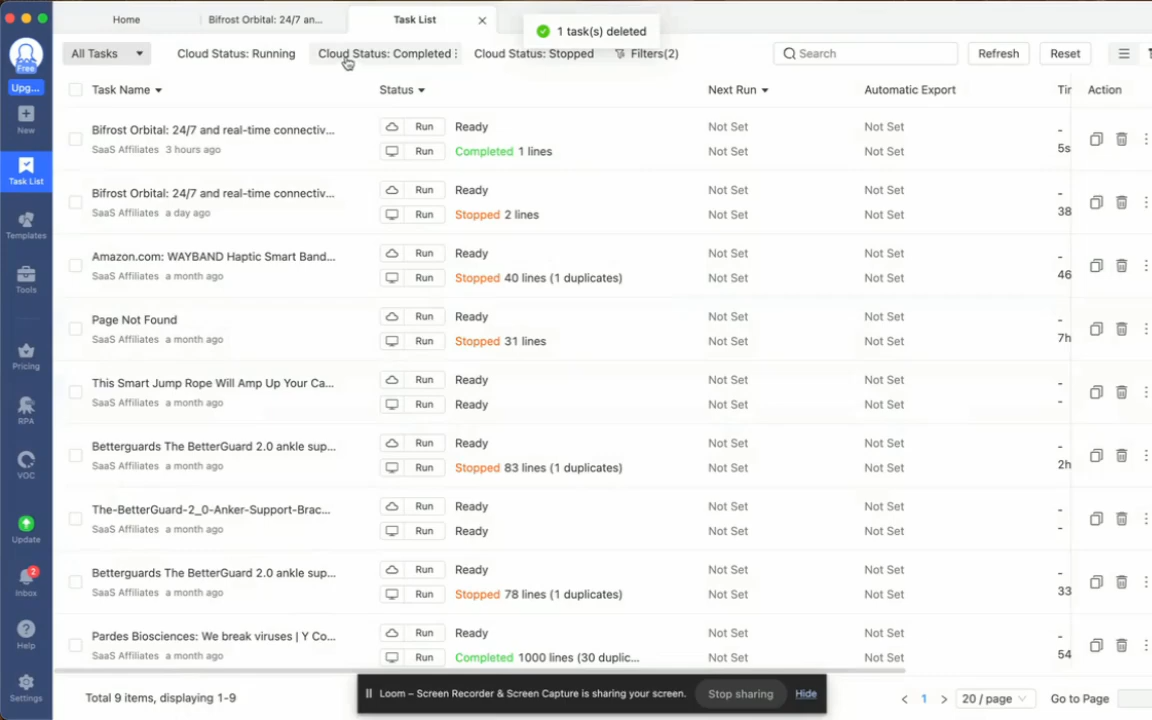 Home
Bifrost Orbital: 24/7 an...
Task List
1 task(s) deleted
Free
Upg...
New
Task List
Templates
Tools
Pricing
RPA
VOC
Update
2
Inbox
Help
Settings
All Tasks
Cloud Status: Running
Cloud Status: Completed
Cloud Status: Stopped
Filters(2)
Search
Refresh
Reset
Task Name
Status
Next Run
Automatic Export
Tir
Action
Bifrost Orbital: 24/7 and real-time connectiv...
SaaS Affiliates 3 hours ago
Run Ready Not Set Not Set -
Run Completed 1 lines Not Set Not Set 5s
Bifrost Orbital: 24/7 and real-time connectiv...
SaaS Affiliates a day ago
Run Ready Not Set Not Set -
Run Stopped 2 lines Not Set Not Set 38
Amazon.com: WAYBAND Haptic Smart Band...
SaaS Affiliates a month ago
Run Ready Not Set Not Set -
Run Stopped 40 lines (1 duplicates) Not Set Not Set 46
Page Not Found
SaaS Affiliates a month ago
Run Ready Not Set Not Set -
Run Stopped 31 lines Not Set Not Set 7h
This Smart Jump Rope Will Amp Up Your Ca...
SaaS Affiliates a month ago
Run Ready Not Set Not Set -
Run Ready Not Set Not Set -
Betterguards The BetterGuard 2.0 ankle sup...
SaaS Affiliates a month ago
Run Ready Not Set Not Set -
Run Stopped 83 lines (1 duplicates) Not Set Not Set 2h
The-BetterGuard-2_0-Anker-Support-Brac...
SaaS Affiliates a month ago
Run Ready Not Set Not Set -
Run Ready Not Set Not Set -
Betterguards The BetterGuard 2.0 ankle sup...
SaaS Affiliates a month ago
Run Ready Not Set Not Set -
Run Stopped 78 lines (1 duplicates) Not Set Not Set 33
Pardes Biosciences: We break viruses | Y Co...
SaaS Affiliates a month ago
Run Ready Not Set Not Set -
Run Completed 1000 lines (30 duplic... Not Set Not Set 54
Total 9 items, displaying 1-9
Loom – Screen Recorder & Screen Capture is sharing your screen.
Stop sharing
Hide
1
20 / page
Go to Page